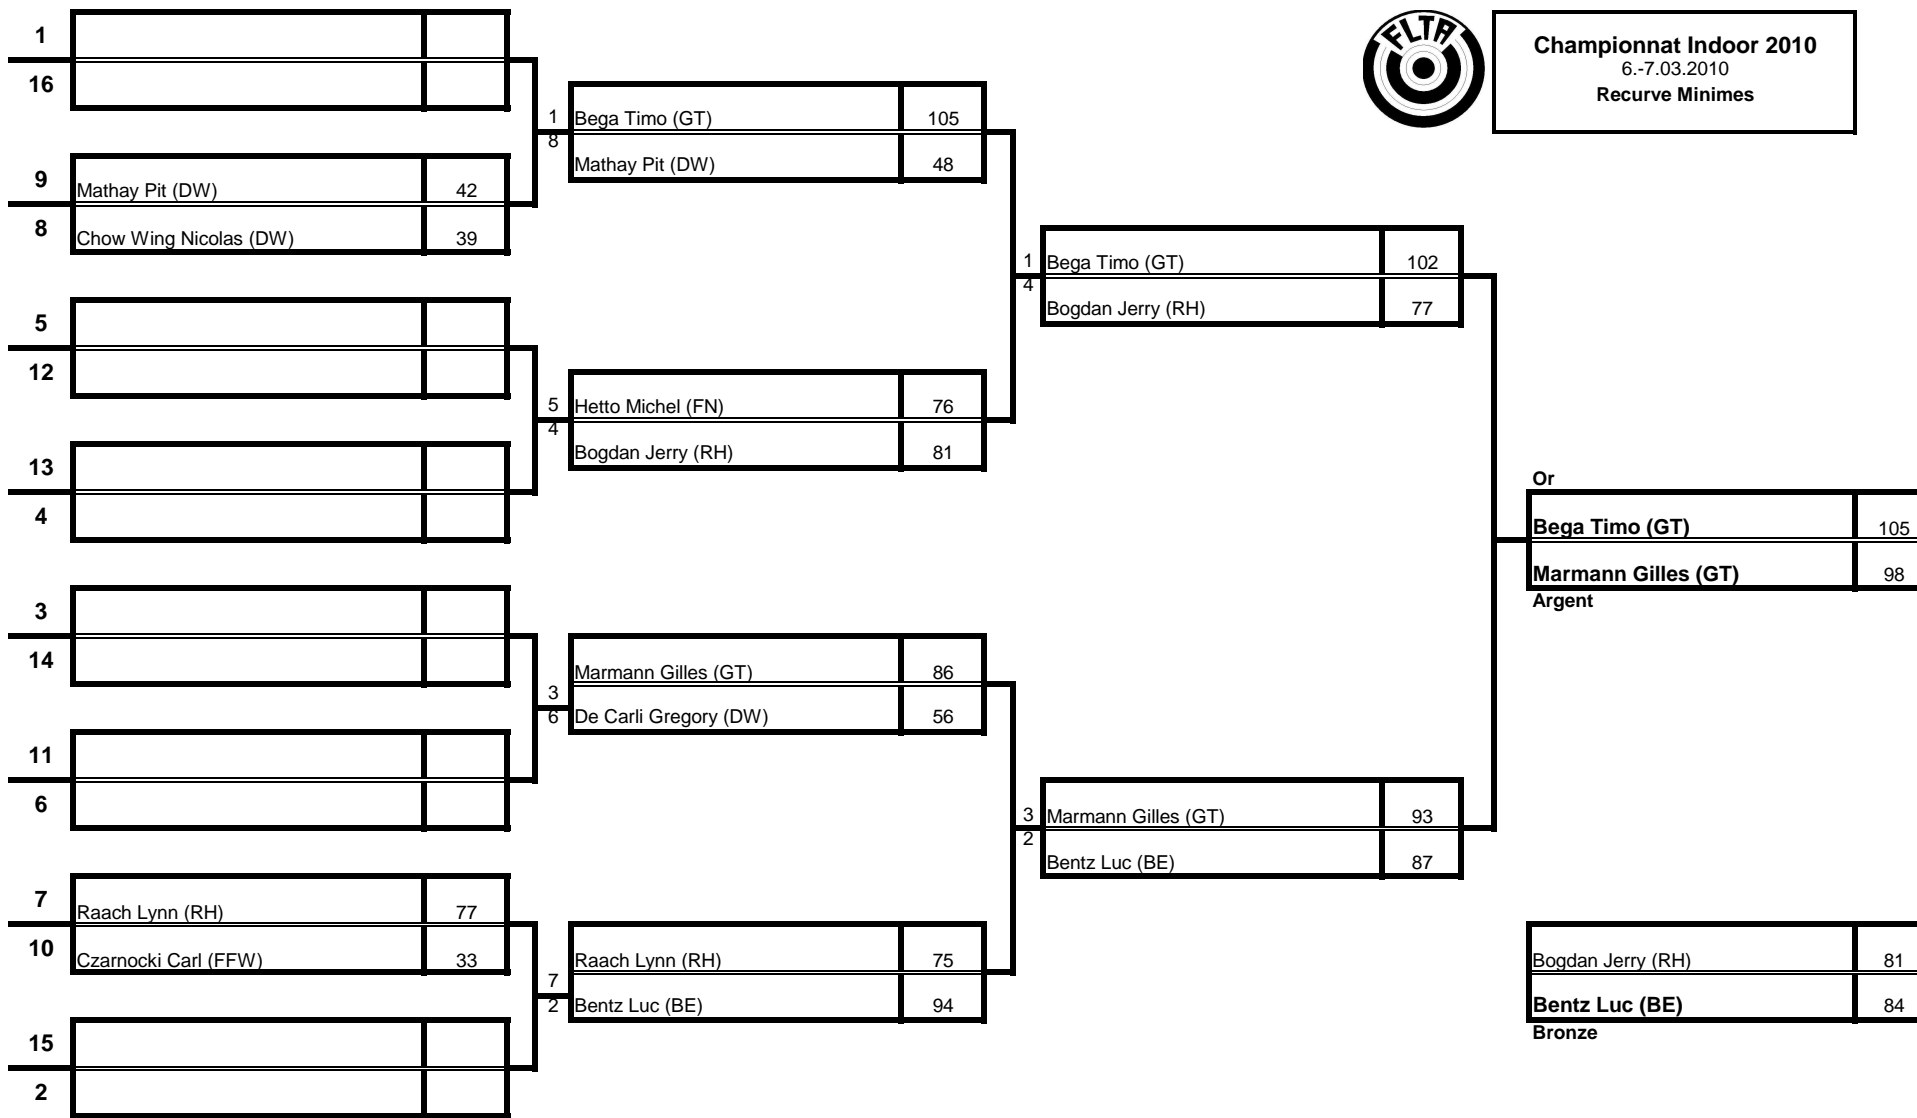 FLTA
Championnat Indoor 2010
6.-7.03.2010
Recurve Minimes
1
16
9 Mathay Pit (DW) 42
8 Chow Wing Nicolas (DW) 39
5
12
13
4
3
14
11
6
7 Raach Lynn (RH) 77
10 Czarnocki Carl (FFW) 33
15
2
1 Bega Timo (GT) 105
8 Mathay Pit (DW) 48
5 Hetto Michel (FN) 76
4 Bogdan Jerry (RH) 81
3 Marmann Gilles (GT) 86
6 De Carli Gregory (DW) 56
7 Raach Lynn (RH) 75
2 Bentz Luc (BE) 94
1 Bega Timo (GT) 102
4 Bogdan Jerry (RH) 77
3 Marmann Gilles (GT) 93
2 Bentz Luc (BE) 87
Or
Bega Timo (GT) 105
Marmann Gilles (GT) 98
Argent
Bogdan Jerry (RH) 81
Bentz Luc (BE) 84
Bronze